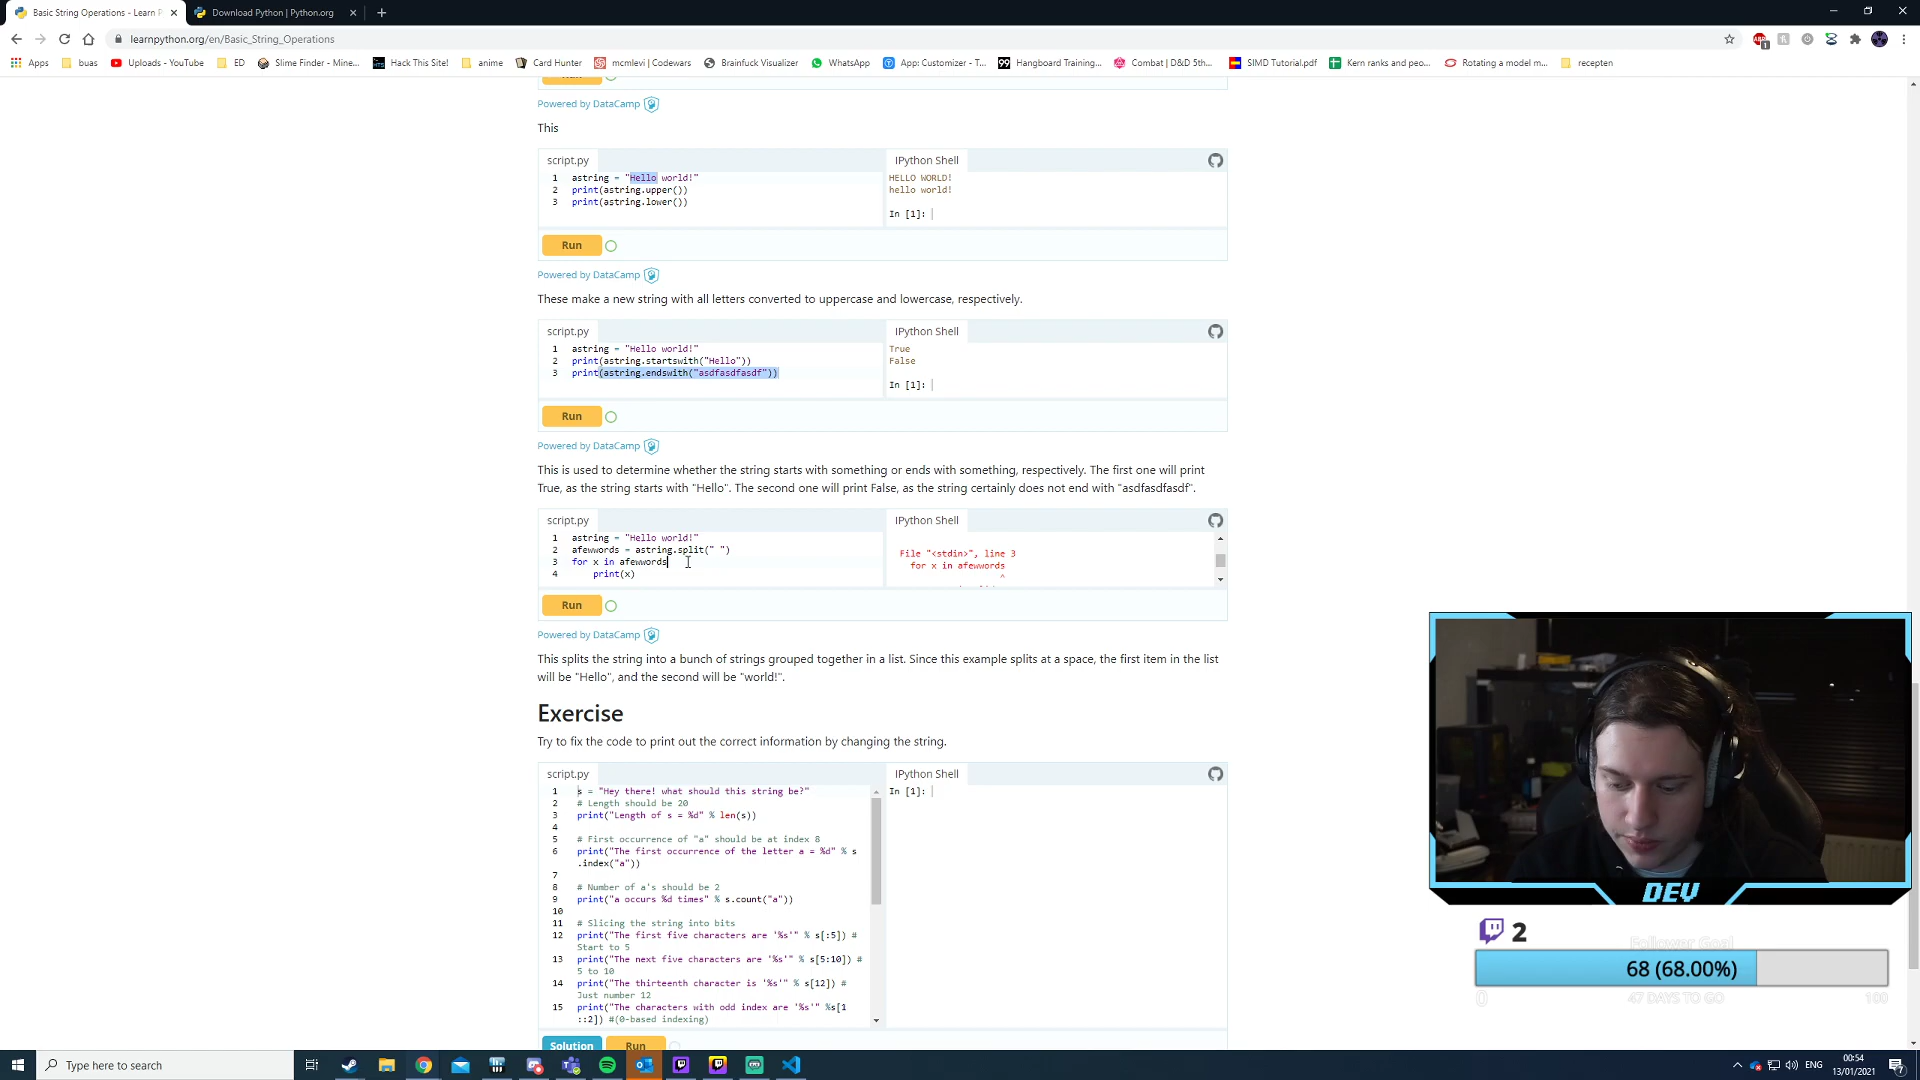 Basic String Operations - Learn P
Download Python | Python.org
learnpython.org/en/Basic_String_Operations
Apps
buas
Uploads - YouTube
ED
Slime Finder - Mine...
Hack This Site!
anime
Card Hunter
mcmlevi | Codewars
Brainfuck Visualizer
WhatsApp
App: Customizer - T...
Hangboard Training...
Combat | D&D 5th...
SIMD Tutorial.pdf
Kern ranks and peo...
Rotating a model m...
recepten
Powered by DataCamp
This
script.py
IPython Shell
1 astring = "Hello world!"
2 print(astring.upper())
3 print(astring.lower())
HELLO WORLD!
hello world!
In [1]:
Run
Powered by DataCamp
These make a new string with all letters converted to uppercase and lowercase, respectively.
script.py
IPython Shell
1 astring = "Hello world!"
2 print(astring.startswith("Hello"))
3 print(astring.endswith("asdfasdfasdf"))
True
False
In [1]:
Run
Powered by DataCamp
This is used to determine whether the string starts with something or ends with something, respectively. The first one will print
True, as the string starts with "Hello". The second one will print False, as the string certainly does not end with "asdfasdfasdf".
script.py
IPython Shell
1 astring = "Hello world!"
2 afewwords = astring.split(" ")
3 for x in afewwords
4 print(x)
File "<stdin>", line 3
for x in afewwords
^
Run
Powered by DataCamp
This splits the string into a bunch of strings grouped together in a list. Since this example splits at a space, the first item in the list
will be "Hello", and the second will be "world!".
Exercise
Try to fix the code to print out the correct information by changing the string.
script.py
IPython Shell
1 s = "Hey there! what should this string be?"
2 # Length should be 20
3 print("Length of s = %d" % len(s))
4
5 # First occurrence of "a" should be at index 8
6 print("The first occurrence of the letter a = %d" % s
.index("a"))
7
8 # Number of a's should be 2
9 print("a occurs %d times" % s.count("a"))
10
11 # Slicing the string into bits
12 print("The first five characters are '%s'" % s[:5]) #
Start to 5
13 print("The next five characters are '%s'" % s[5:10]) #
5 to 10
14 print("The thirteenth character is '%s'" % s[12]) #
Just number 12
15 print("The characters with odd index are '%s'" %s[1
::2]) #(0-based indexing)
In [1]:
Solution
Run
DEV
2
Follower Goal
68 (68.00%)
0
47 DAYS TO GO
100
Type here to search
ENG
00:54
13/01/2021